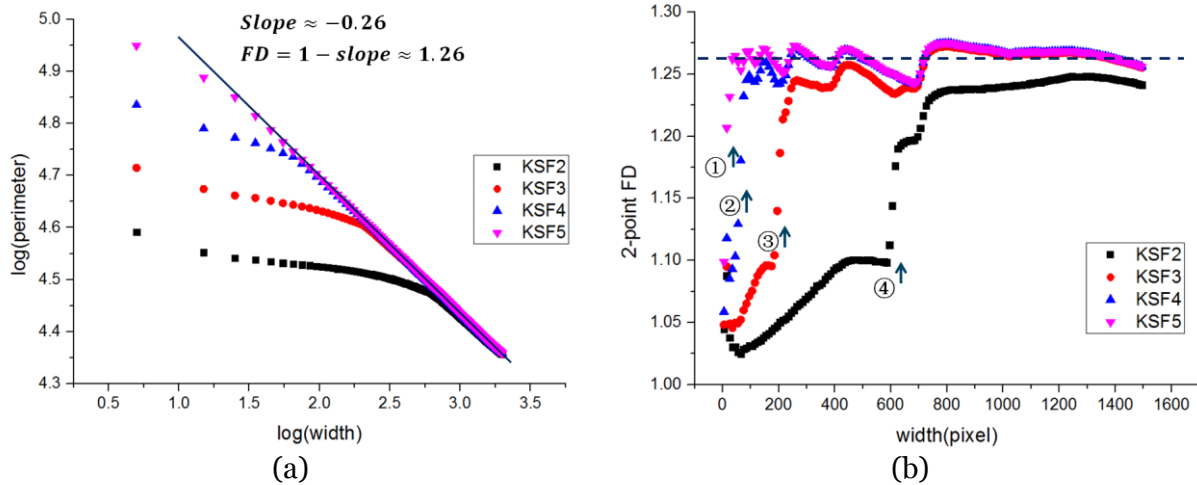 5.0
4.9
4.8
4.7
4.6
4.5
4.4
4.3
log(perimeter)
Slope ≈ −0.26
FD = 1 − slope ≈ 1.26
KSF2
KSF3
KSF4
KSF5
0.5 1.0 1.5 2.0 2.5 3.0 3.5
log(width)
(a)
1.30
1.25
1.20
1.15
1.10
1.05
1.00
2-point FD
①
②
③
④
KSF2
KSF3
KSF4
KSF5
0 200 400 600 800 1000 1200 1400 1600
width(pixel)
(b)